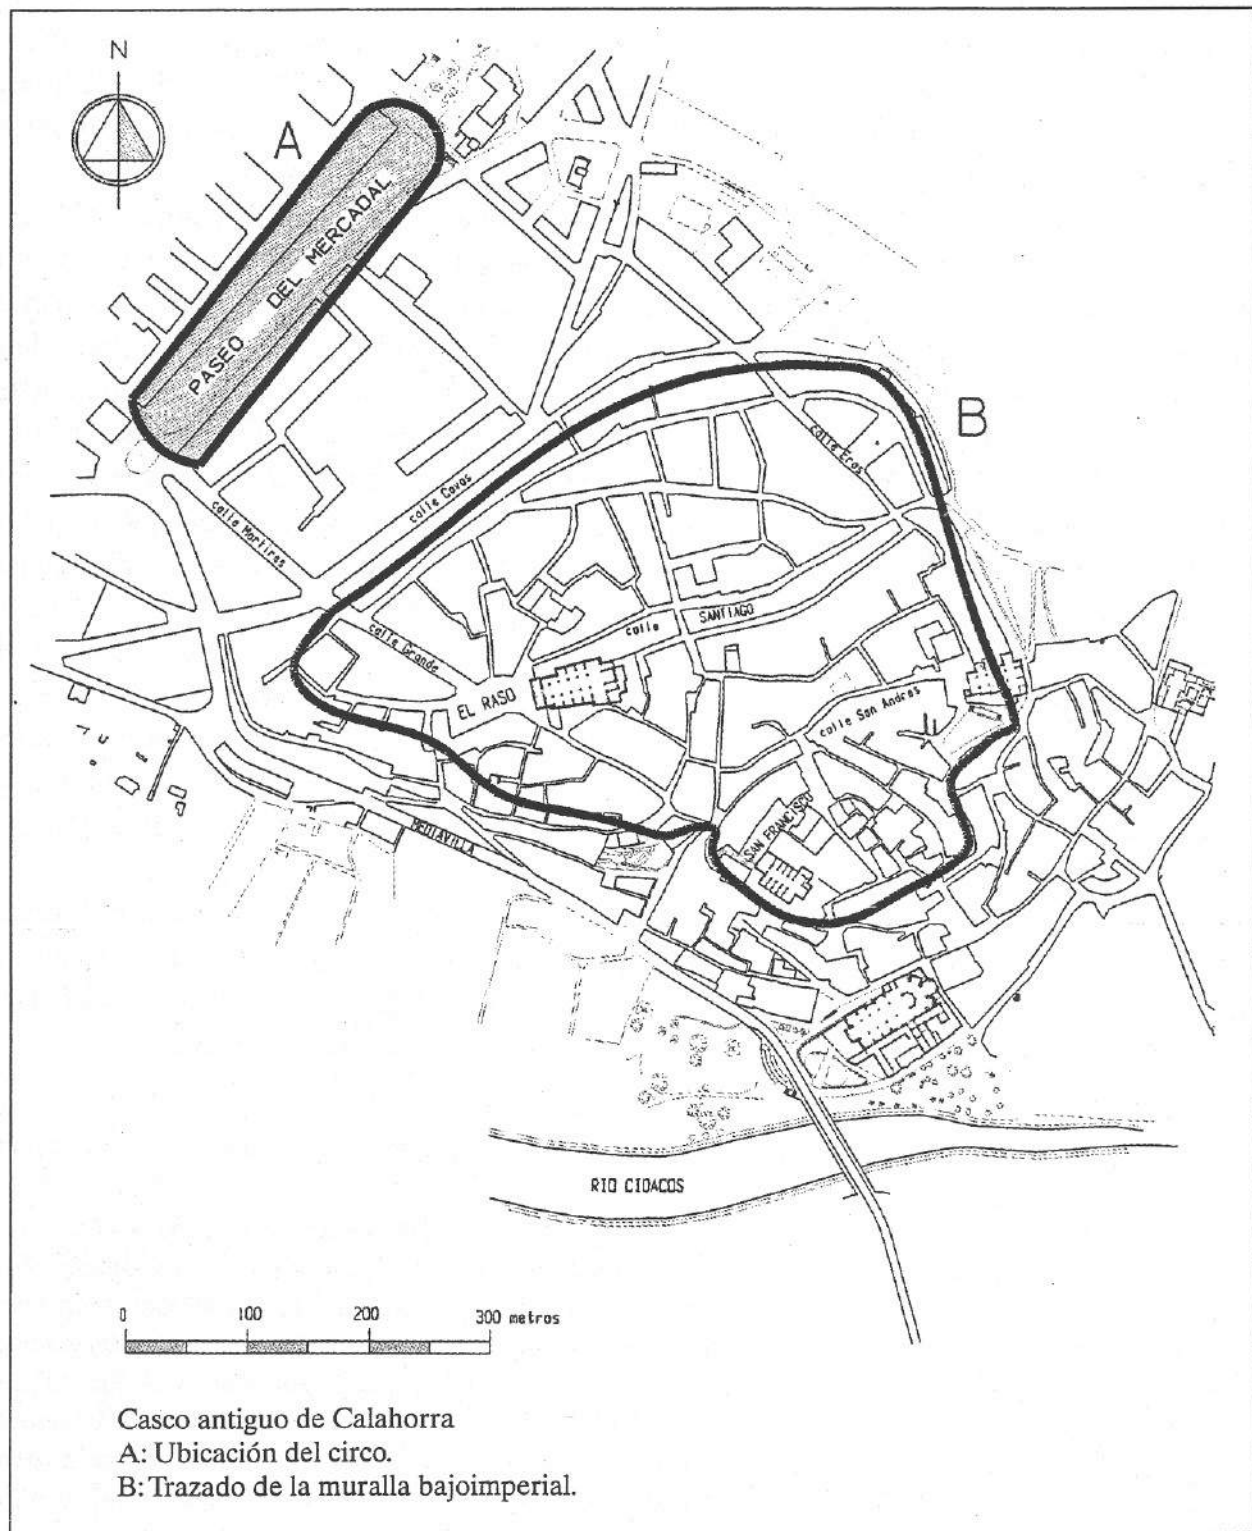 N
A
PASEO DEL MERCADAL
B
calle Eras
calle Cavas
calle Martires
calle SANTIAGO
calle Grande
EL RASO
calle San Andres
SAN FRANCISCO
MEDIAVILLA
RIO CIDACOS
0 100 200 300 metros
Casco antiguo de Calahorra
A: Ubicación del circo.
B: Trazado de la muralla bajoimperial.